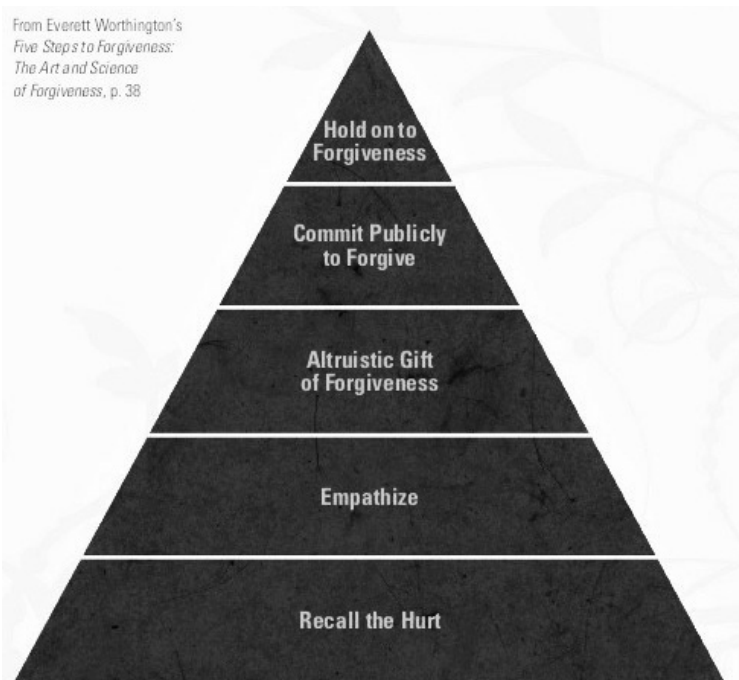 From Everett Worthington's
Five Steps to Forgiveness:
The Art and Science
of Forgiveness, p. 38
Hold on to
Forgiveness
Commit Publicly
to Forgive
Altruistic Gift
of Forgiveness
Empathize
Recall the Hurt